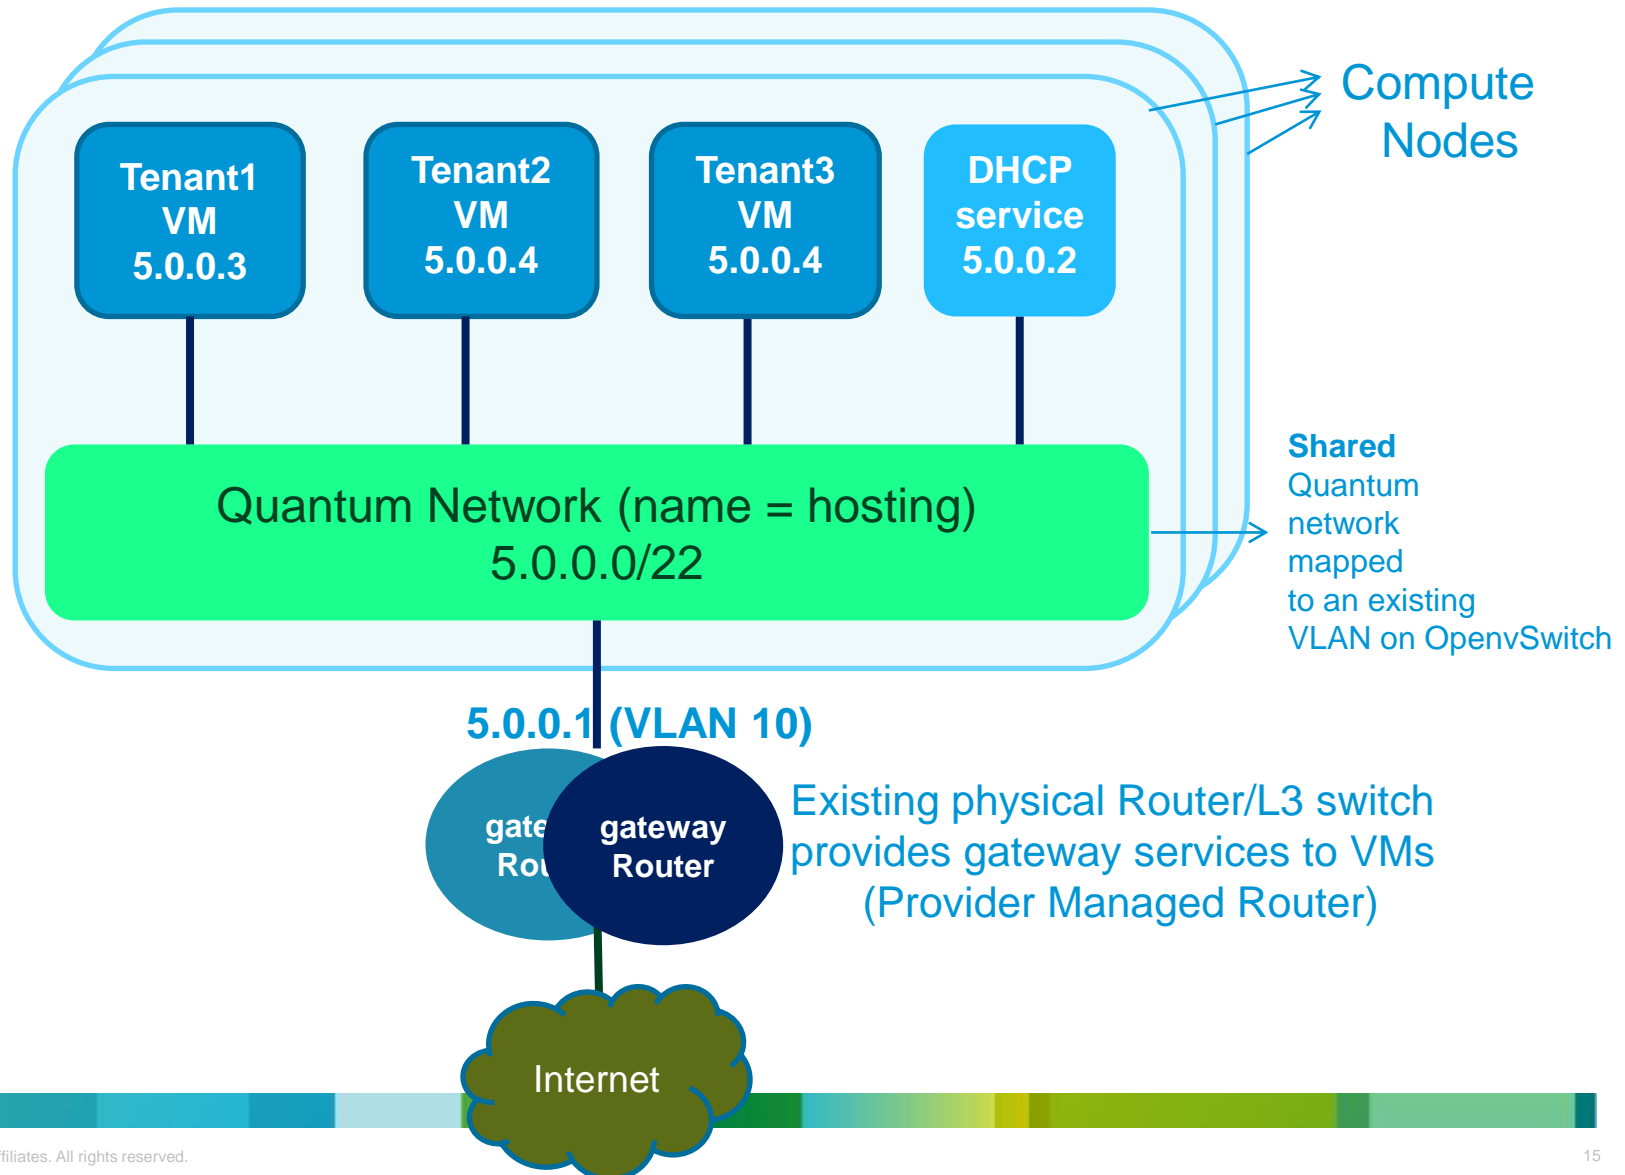 Compute
Nodes
Tenant1
VM
5.0.0.3
Tenant2
VM
5.0.0.4
Tenant3
VM
5.0.0.4
DHCP
service
5.0.0.2
Quantum Network (name = hosting)
5.0.0.0/22
Shared
Quantum
network
mapped
to an existing
VLAN on OpenvSwitch
5.0.0.1 (VLAN 10)
gateway
Router
Existing physical Router/L3 switch
provides gateway services to VMs
(Provider Managed Router)
Internet
All rights reserved.
15